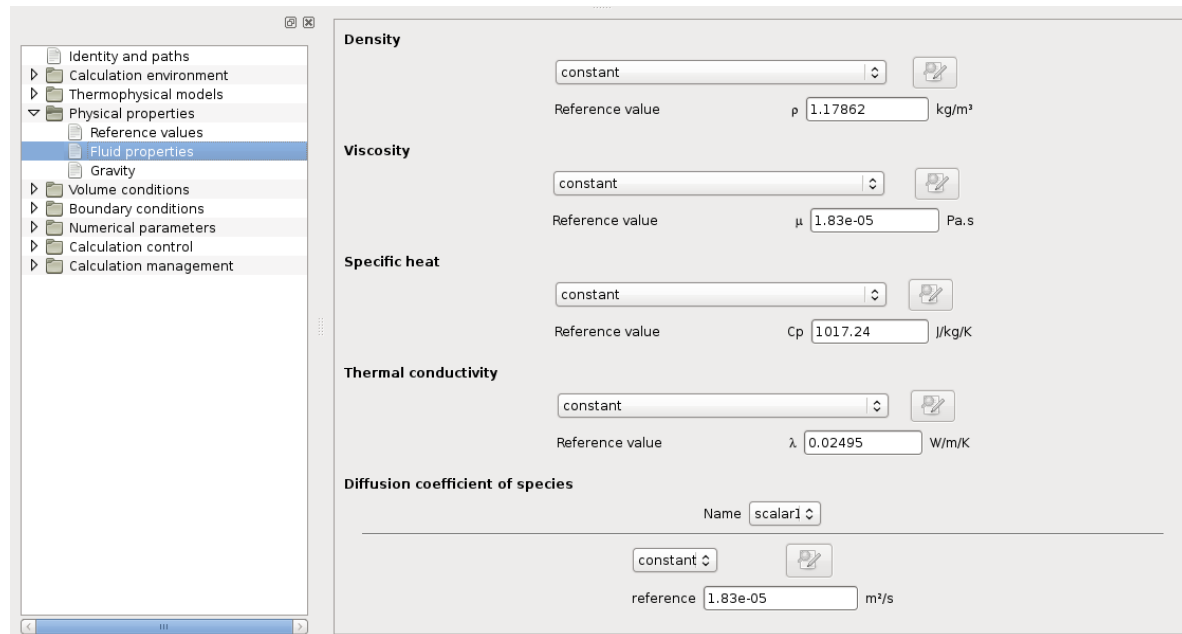 Identity and paths
Calculation environment
Thermophysical models
Physical properties
Reference values
Fluid properties
Gravity
Volume conditions
Boundary conditions
Numerical parameters
Calculation control
Calculation management
Density
constant
Reference value ρ 1.17862 kg/m³
Viscosity
constant
Reference value μ 1.83e-05 Pa.s
Specific heat
constant
Reference value Cp 1017.24 J/kg/K
Thermal conductivity
constant
Reference value λ 0.02495 W/m/K
Diffusion coefficient of species
Name scalar1
constant
reference 1.83e-05 m²/s